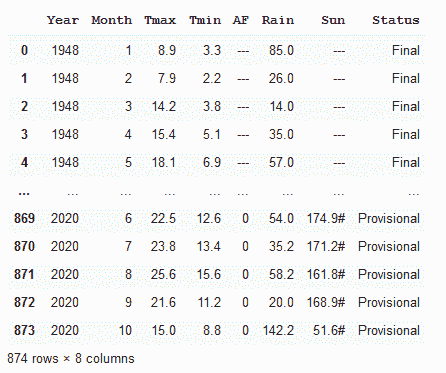 Year Month Tmax Tmin AF Rain Sun Status
0 1948 1 8.9 3.3 --- 85.0 --- Final
1 1948 2 7.9 2.2 --- 26.0 --- Final
2 1948 3 14.2 3.8 --- 14.0 --- Final
3 1948 4 15.4 5.1 --- 35.0 --- Final
4 1948 5 18.1 6.9 --- 57.0 --- Final
... ... ... ... ... ... ... ... ...
869 2020 6 22.5 12.6 0 54.0 174.9# Provisional
870 2020 7 23.8 13.4 0 35.2 171.2# Provisional
871 2020 8 25.6 15.6 0 58.2 161.8# Provisional
872 2020 9 21.6 11.2 0 20.0 168.9# Provisional
873 2020 10 15.0 8.8 0 142.2 51.6# Provisional
874 rows × 8 columns